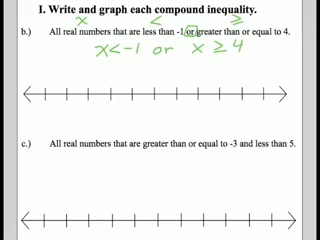 I. Write and graph each compound inequality.
x < ≥
b.) All real numbers that are less than -1 or greater than or equal to 4.
x < -1 or x ≥ 4
c.) All real numbers that are greater than or equal to -3 and less than 5.